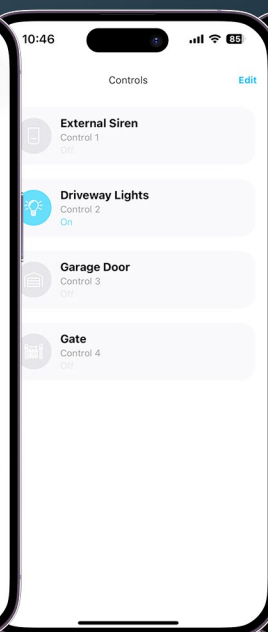 10:46
85
Controls
Edit
External Siren
Control 1
Off
Driveway Lights
Control 2
On
Garage Door
Control 3
Off
Gate
Control 4
Off